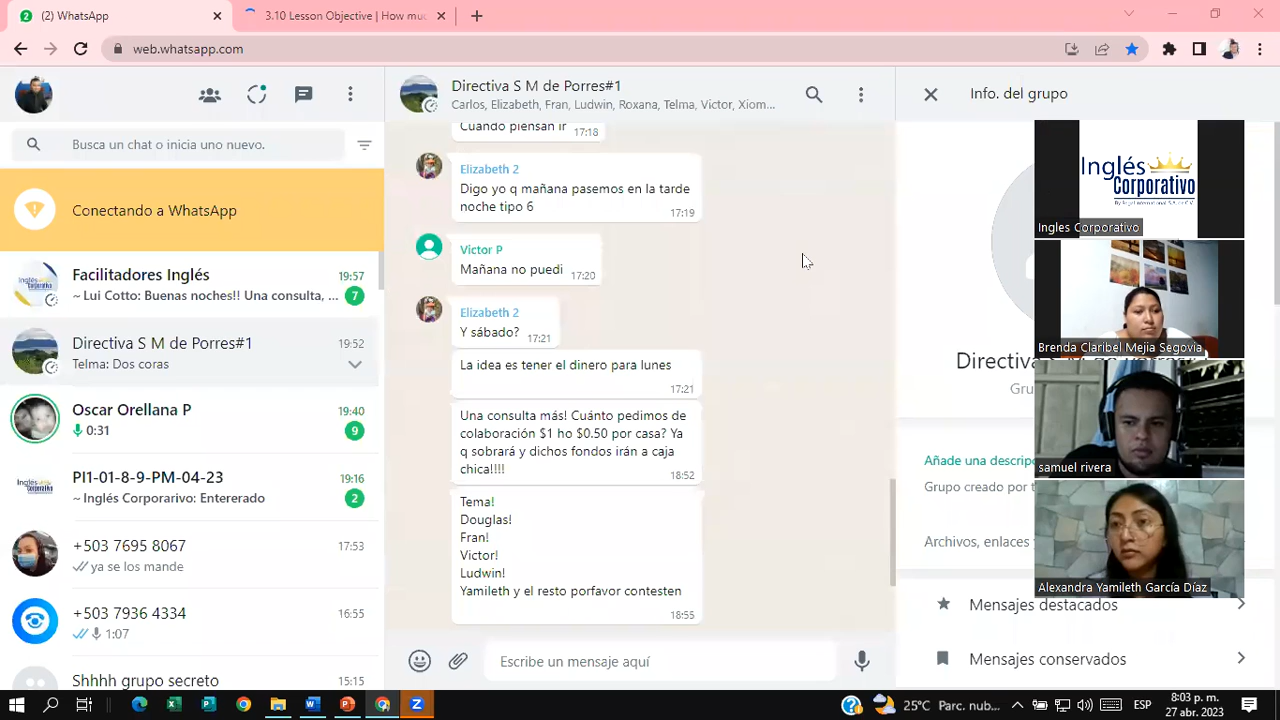 (2) WhatsApp
3.10 Lesson Objective | How muc
web.whatsapp.com
Directiva S M de Porres#1
Carlos, Elizabeth, Fran, Ludwin, Roxana, Telma, Victor, Xiom...
Info. del grupo
Busca un chat o inicia uno nuevo.
Conectando a WhatsApp
Facilitadores Inglés
19:57
~ Lui Cotto: Buenas noches!! Una consulta, ...
7
Directiva S M de Porres#1
19:52
Telma: Dos coras
Oscar Orellana P
19:40
0:31
9
PI1-01-8-9-PM-04-23
19:16
~ Inglés Corporarivo: Entererado
2
+503 7695 8067
17:53
ya se los mande
+503 7936 4334
16:55
1:07
Shhhh grupo secreto
15:15
Cuando piensan ir
17:18
Elizabeth 2
Digo yo q mañana pasemos en la tarde
noche tipo 6
17:19
Victor P
Mañana no puedi
17:20
Elizabeth 2
Y sábado?
17:21
La idea es tener el dinero para lunes
17:21
Una consulta más! Cuánto pedimos de
colaboración $1 ho $0.50 por casa? Ya
q sobrará y dichos fondos irán a caja
chica!!!!
18:52
Tema!
Douglas!
Fran!
Victor!
Ludwin!
Yamileth y el resto porfavor contesten
18:55
Escribe un mensaje aquí
Inglés
Corporativo
Ingles Corporativo
Brenda Claribel Mejia Segovia
Directiva
Gru
samuel rivera
Añade una descripc
Grupo creado por t
Archivos, enlaces y
Alexandra Yamileth García Díaz
Mensajes destacados
Mensajes conservados
25°C Parc. nub...
ESP
8:03 p. m.
27 abr. 2023